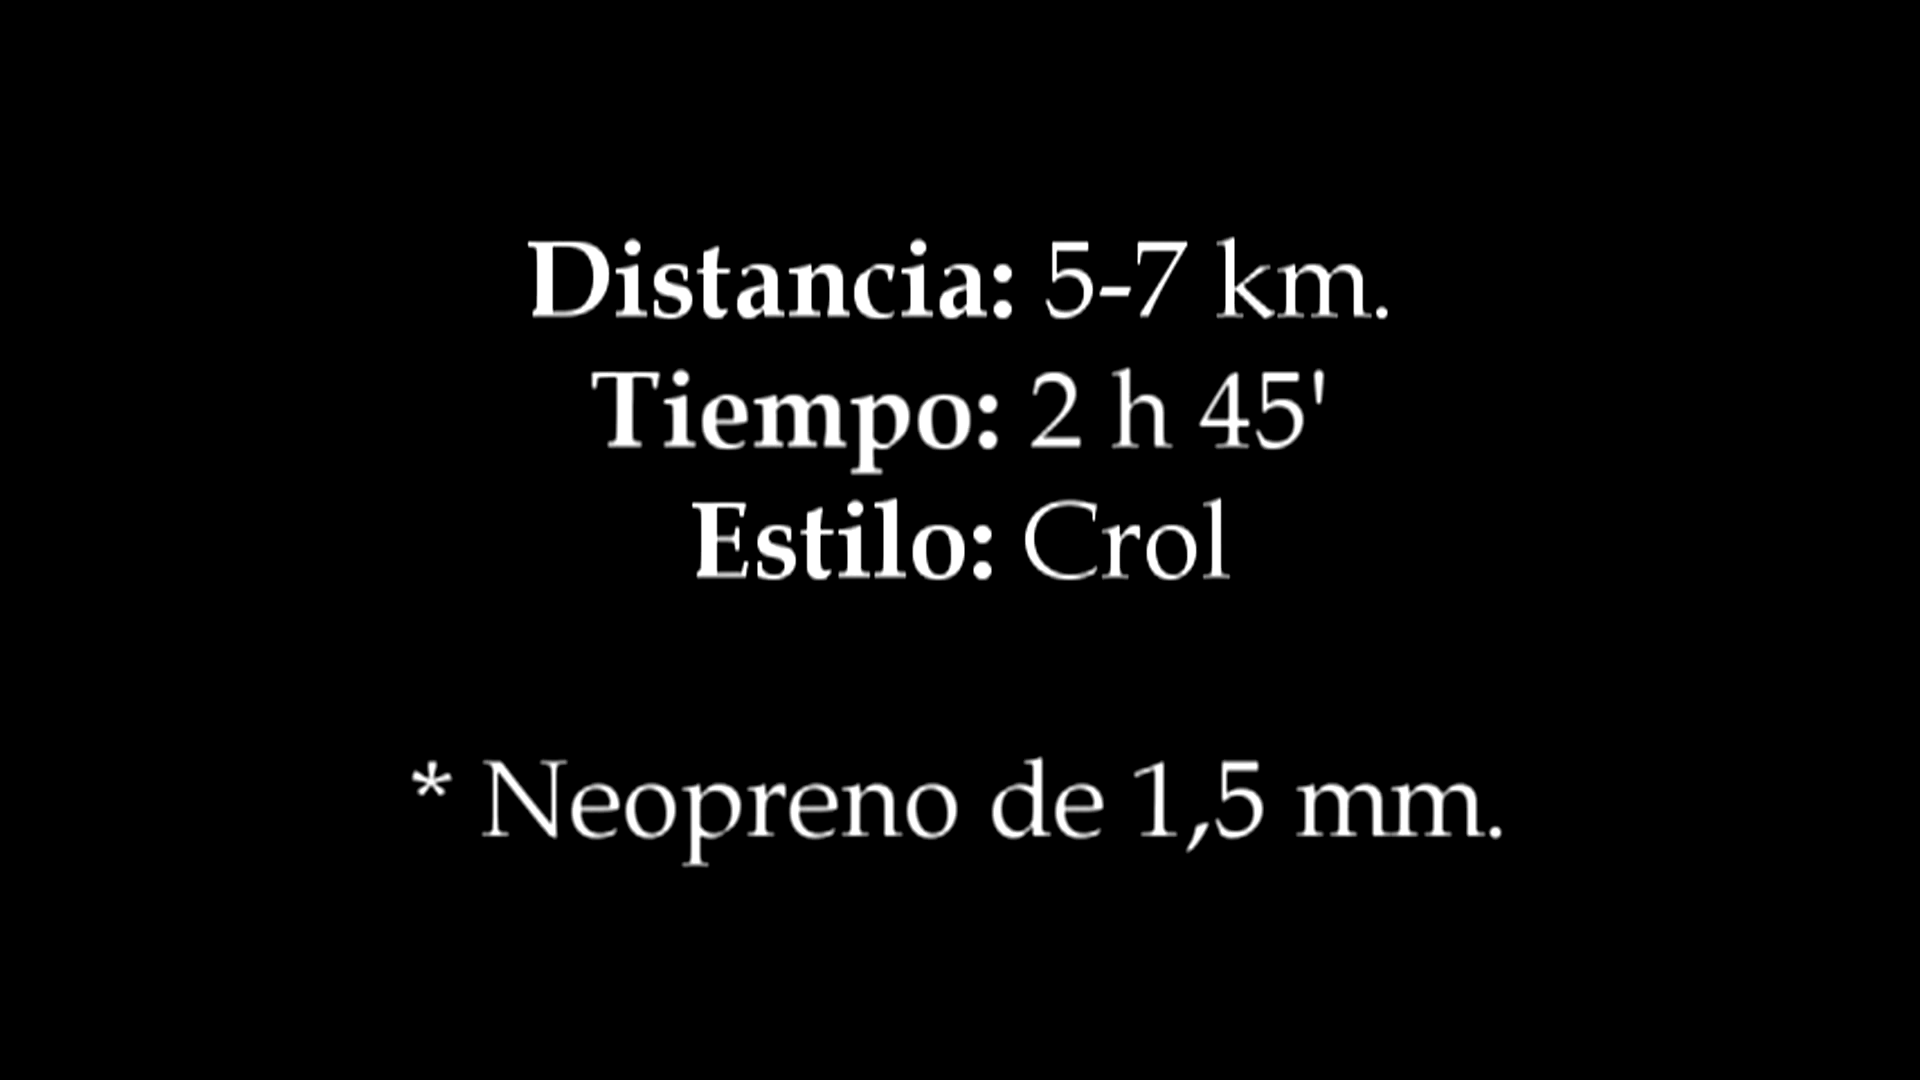 Distancia: 5-7 km.
Tiempo: 2 h 45'
Estilo: Crol
* Neopreno de 1,5 mm.